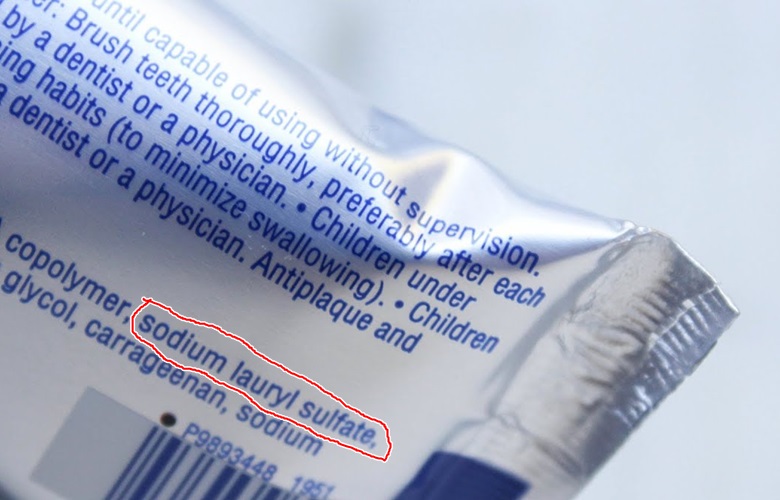 until capable of using without supervision.
er: Brush teeth thoroughly, preferably after each
by a dentist or a physician. • Children under
ing habits (to minimize swallowing). • Children
a dentist or a physician. Antiplaque and
copolymer, sodium lauryl sulfate,
glycol, carrageenan, sodium
P9893448 1951